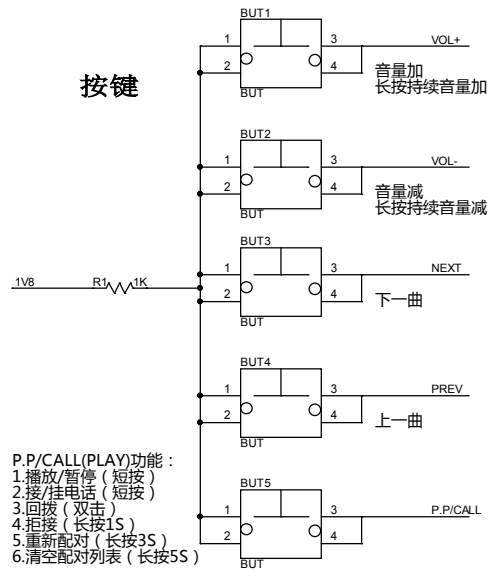 按键
BUT1
1
2
3
4
VOL+
BUT
音量加
长按持续音量加
BUT2
1
2
3
4
VOL-
BUT
音量减
长按持续音量减
BUT3
1
2
3
4
NEXT
BUT
下一曲
1V8
R1
1K
BUT4
1
2
3
4
PREV
BUT
上一曲
BUT5
1
2
3
4
P.P/CALL
BUT
P.P/CALL(PLAY)功能：
1.播放/暂停（短按）
2.接/挂电话（短按）
3.回拨（双击）
4.拒接（长按1S）
5.重新配对（长按3S）
6.清空配对列表（长按5S）